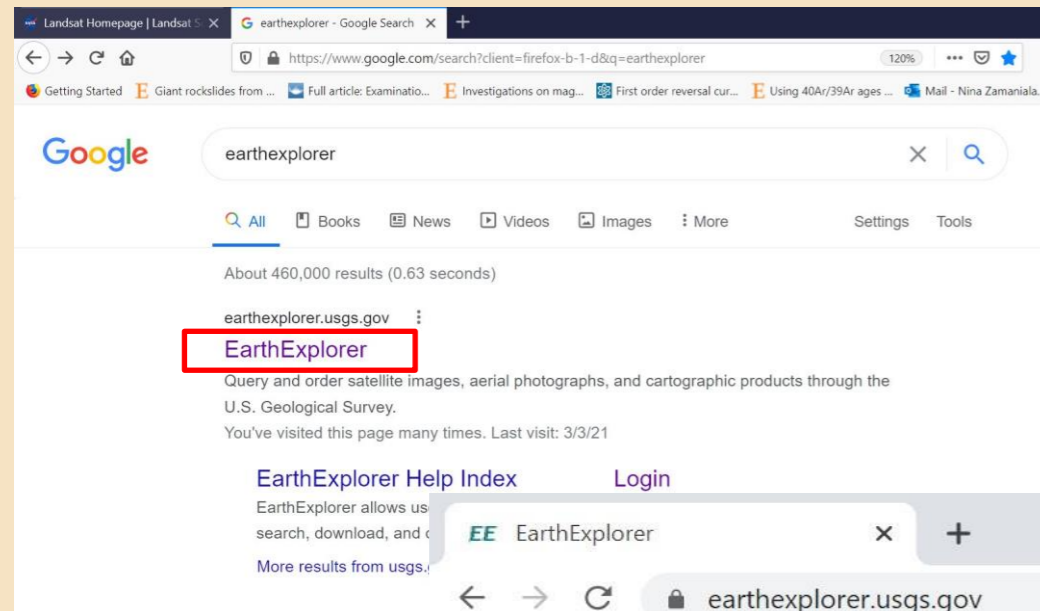 Landsat Homepage | Landsat S
earthexplorer - Google Search
https://www.google.com/search?client=firefox-b-1-d&q=earthexplorer 120%
Getting Started Giant rockslides from ... Full article: Examinatio... Investigations on mag... First order reversal cur... Using 40Ar/39Ar ages ... Mail - Nina Zamaniala.
Google earthexplorer
All Books News Videos Images More Settings Tools
About 460,000 results (0.63 seconds)
earthexplorer.usgs.gov
EarthExplorer
Query and order satellite images, aerial photographs, and cartographic products through the
U.S. Geological Survey.
You've visited this page many times. Last visit: 3/3/21
EarthExplorer Help Index Login
EarthExplorer allows us
search, download, and
More results from usgs.
EE EarthExplorer
earthexplorer.usgs.gov